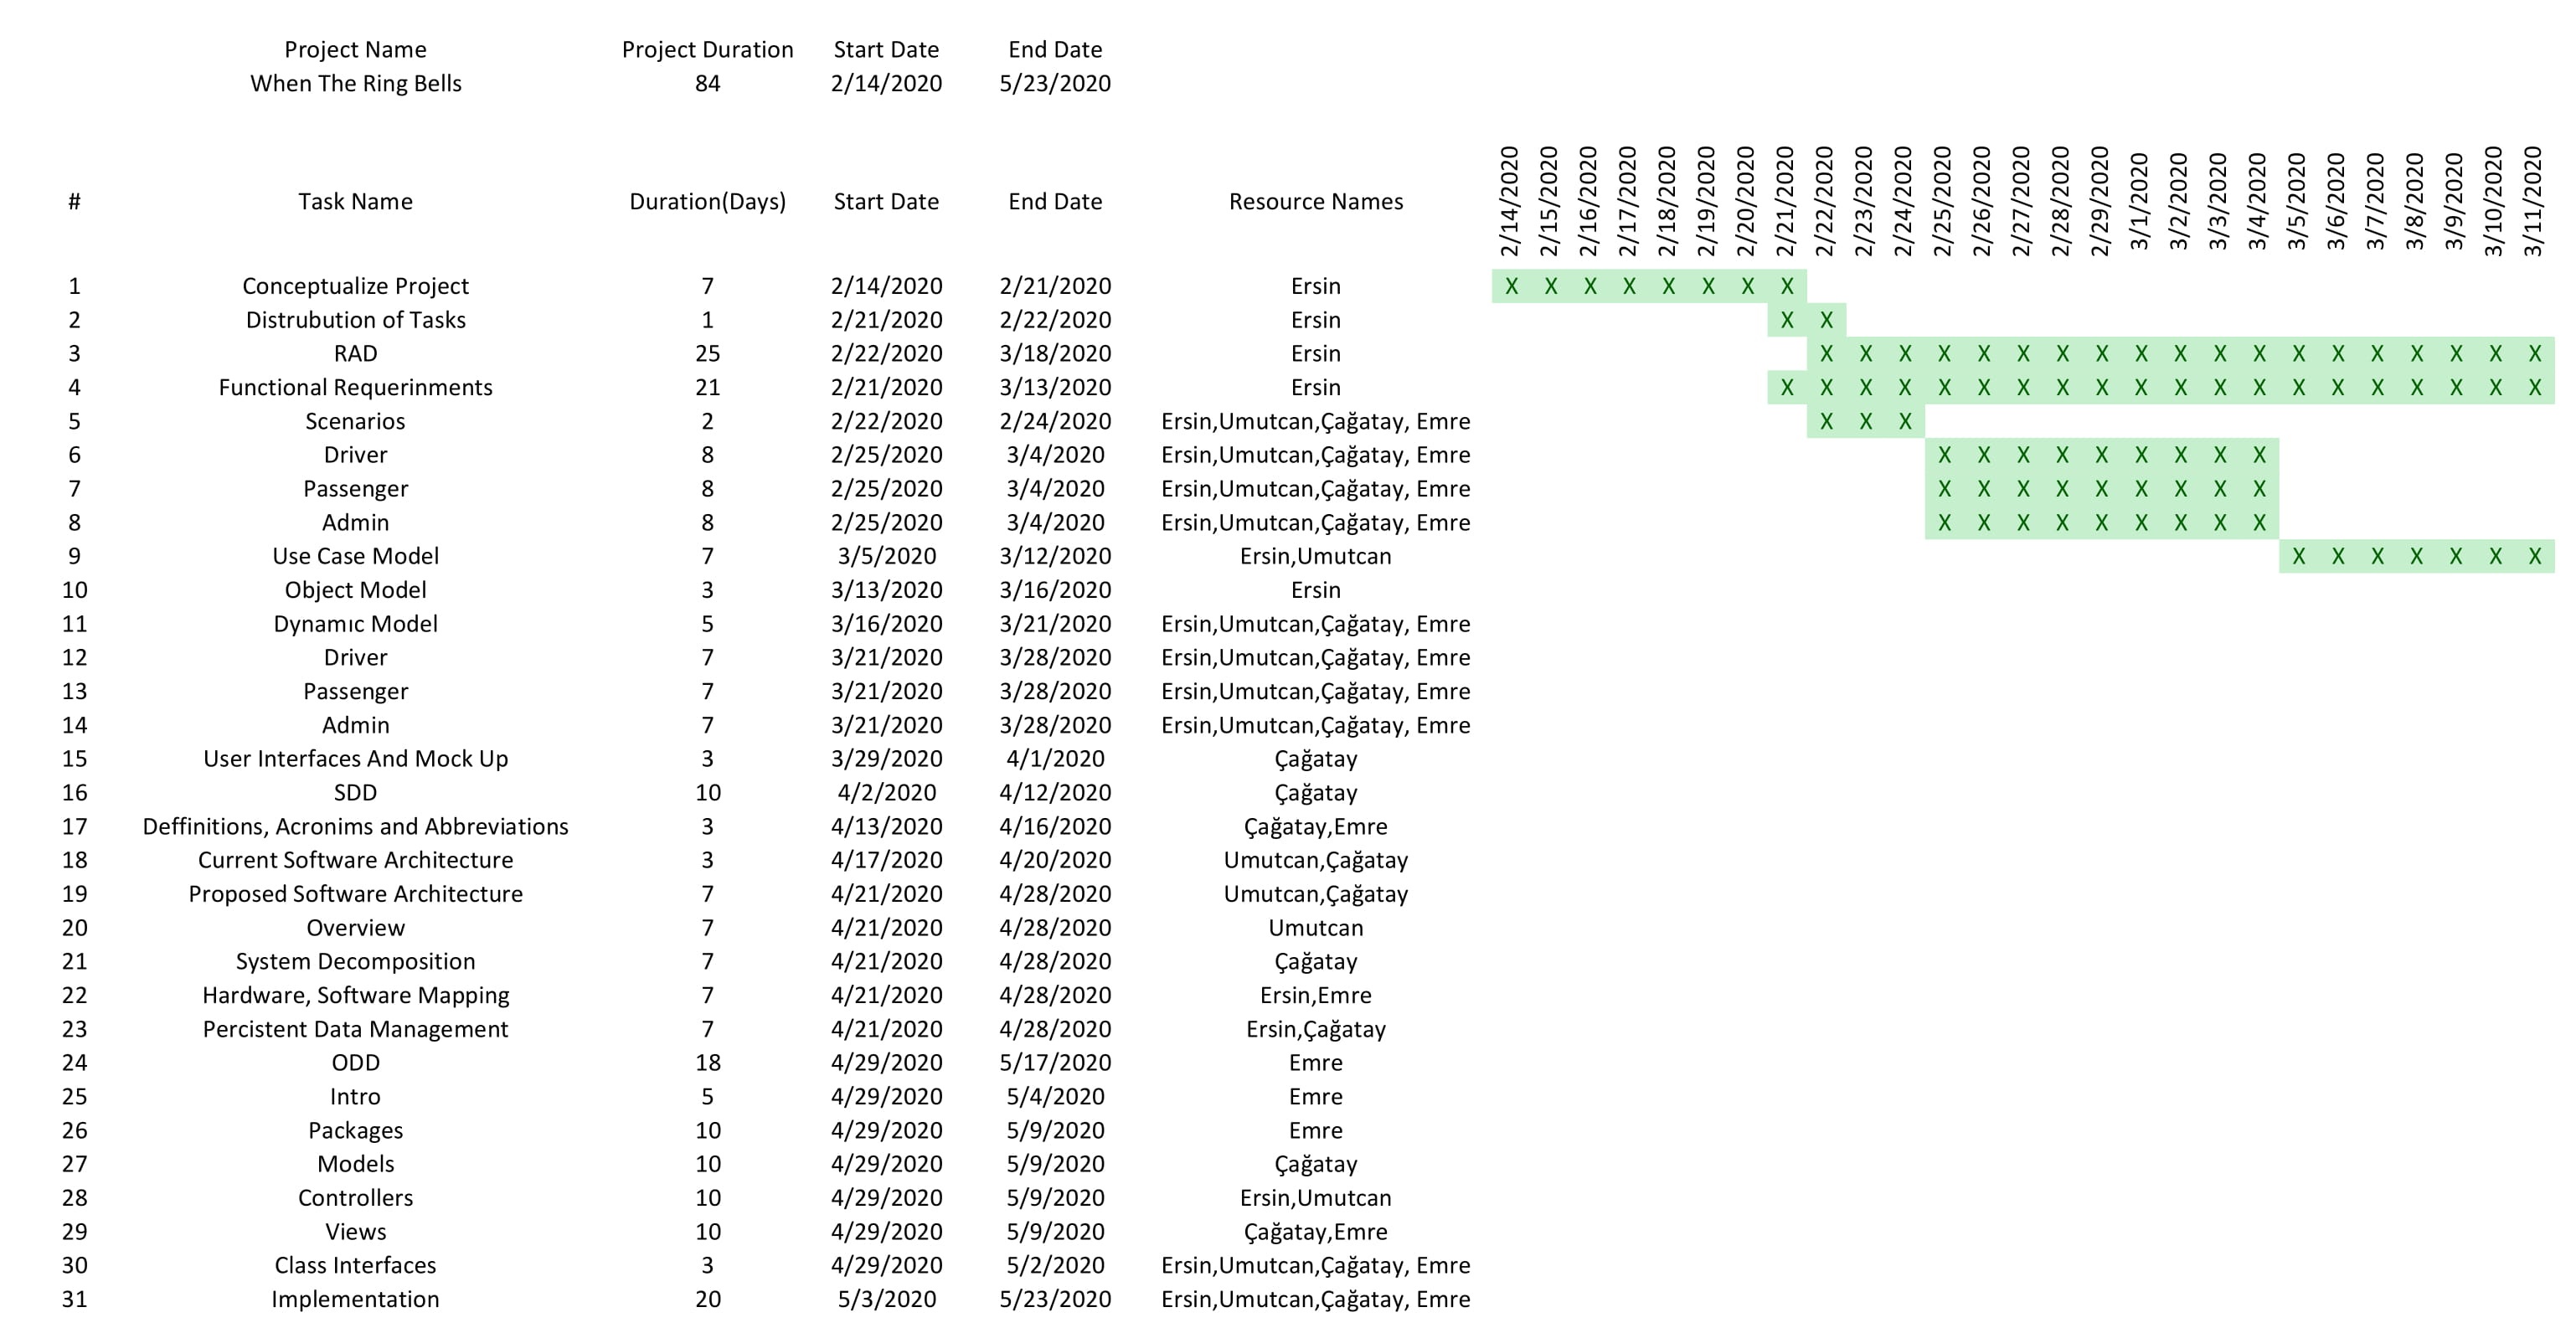 Project Name Project Duration Start Date End Date
When The Ring Bells 84 2/14/2020 5/23/2020
# Task Name Duration(Days) Start Date End Date Resource Names 2/14/2020 2/15/2020 2/16/2020 2/17/2020 2/18/2020 2/19/2020 2/20/2020 2/21/2020 2/22/2020 2/23/2020 2/24/2020 2/25/2020 2/26/2020 2/27/2020 2/28/2020 2/29/2020 3/1/2020 3/2/2020 3/3/2020 3/4/2020 3/5/2020 3/6/2020 3/7/2020 3/8/2020 3/9/2020 3/10/2020 3/11/2020
1 Conceptualize Project 7 2/14/2020 2/21/2020 Ersin X X X X X X X X
2 Distrubution of Tasks 1 2/21/2020 2/22/2020 Ersin X X
3 RAD 25 2/22/2020 3/18/2020 Ersin X X X X X X X X X X X X X X X X X X X
4 Functional Requerinments 21 2/21/2020 3/13/2020 Ersin X X X X X X X X X X X X X X X X X X X X
5 Scenarios 2 2/22/2020 2/24/2020 Ersin,Umutcan,Çağatay, Emre X X X
6 Driver 8 2/25/2020 3/4/2020 Ersin,Umutcan,Çağatay, Emre X X X X X X X X X
7 Passenger 8 2/25/2020 3/4/2020 Ersin,Umutcan,Çağatay, Emre X X X X X X X X X
8 Admin 8 2/25/2020 3/4/2020 Ersin,Umutcan,Çağatay, Emre X X X X X X X X X
9 Use Case Model 7 3/5/2020 3/12/2020 Ersin,Umutcan X X X X X X X
10 Object Model 3 3/13/2020 3/16/2020 Ersin
11 Dynamıc Model 5 3/16/2020 3/21/2020 Ersin,Umutcan,Çağatay, Emre
12 Driver 7 3/21/2020 3/28/2020 Ersin,Umutcan,Çağatay, Emre
13 Passenger 7 3/21/2020 3/28/2020 Ersin,Umutcan,Çağatay, Emre
14 Admin 7 3/21/2020 3/28/2020 Ersin,Umutcan,Çağatay, Emre
15 User Interfaces And Mock Up 3 3/29/2020 4/1/2020 Çağatay
16 SDD 10 4/2/2020 4/12/2020 Çağatay
17 Deffinitions, Acronims and Abbreviations 3 4/13/2020 4/16/2020 Çağatay,Emre
18 Current Software Architecture 3 4/17/2020 4/20/2020 Umutcan,Çağatay
19 Proposed Software Architecture 7 4/21/2020 4/28/2020 Umutcan,Çağatay
20 Overview 7 4/21/2020 4/28/2020 Umutcan
21 System Decomposition 7 4/21/2020 4/28/2020 Çağatay
22 Hardware, Software Mapping 7 4/21/2020 4/28/2020 Ersin,Emre
23 Percistent Data Management 7 4/21/2020 4/28/2020 Ersin,Çağatay
24 ODD 18 4/29/2020 5/17/2020 Emre
25 Intro 5 4/29/2020 5/4/2020 Emre
26 Packages 10 4/29/2020 5/9/2020 Emre
27 Models 10 4/29/2020 5/9/2020 Çağatay
28 Controllers 10 4/29/2020 5/9/2020 Ersin,Umutcan
29 Views 10 4/29/2020 5/9/2020 Çağatay,Emre
30 Class Interfaces 3 4/29/2020 5/2/2020 Ersin,Umutcan,Çağatay, Emre
31 Implementation 20 5/3/2020 5/23/2020 Ersin,Umutcan,Çağatay, Emre